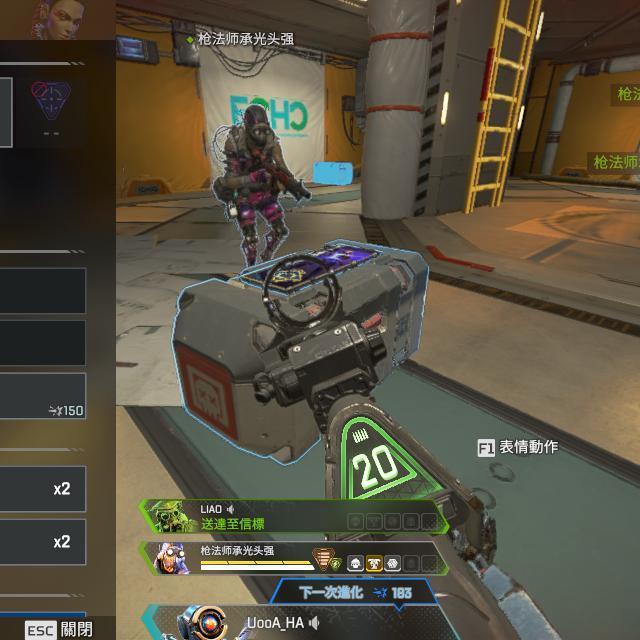 枪法师承光头强
枪法
枪法师
ECHO
--
150
x2
x2
ESC 關閉
20
F1 表情動作
LIAO
送達至信標
枪法师承光头强
下一次進化 183
UooA_HA